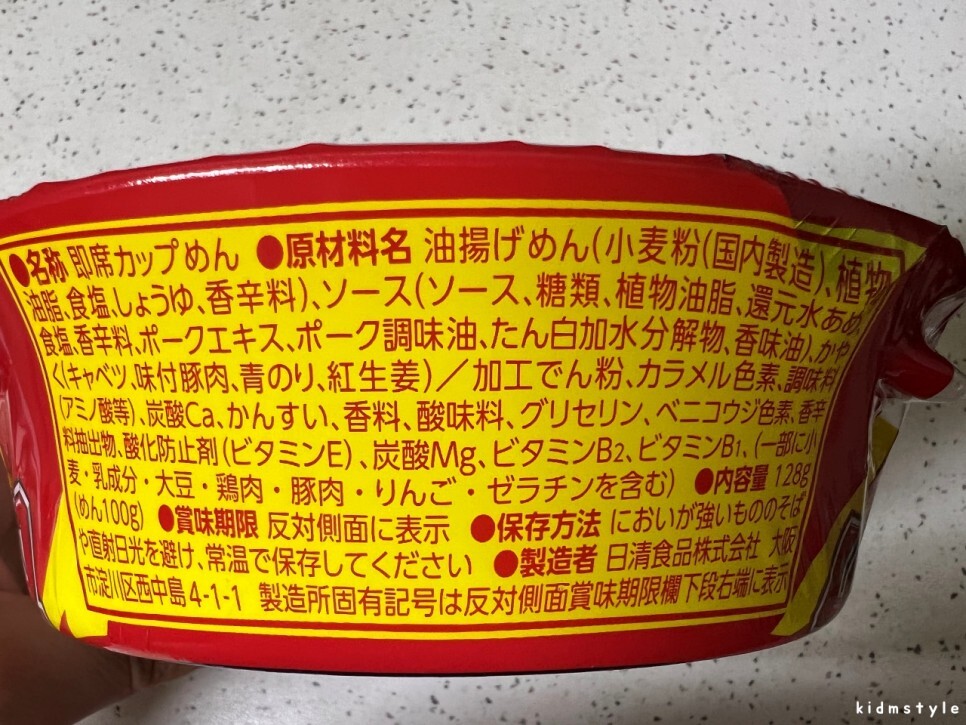 ●名称 即席カップめん ●原材料名 油揚げめん(小麦粉(国内製造)、植物
油脂、食塩、しょうゆ、香辛料)、ソース(ソース、糖類、植物油脂、還元水あめ、
食塩、香辛料、ポークエキス、ポーク調味油、たん白加水分解物、香味油)、かや
く(キャベツ、味付豚肉、青のり、紅生姜)／加工でん粉、カラメル色素、調味料
(アミノ酸等)、炭酸Ca、かんすい、香料、酸味料、グリセリン、ベニコウジ色素、香辛
料抽出物、酸化防止剤(ビタミンE)、炭酸Mg、ビタミンB2、ビタミンB1、(一部に小
麦・乳成分・大豆・鶏肉・豚肉・りんご・ゼラチンを含む) ●内容量 128g
(めん100g) ●賞味期限 反対側面に表示 ●保存方法 においが強いもののそば
や直射日光を避け、常温で保存してください ●製造者 日清食品株式会社 大阪
市淀川区西中島4-1-1 製造所固有記号は反対側面賞味期限欄下段右端に表示
kidmstyle